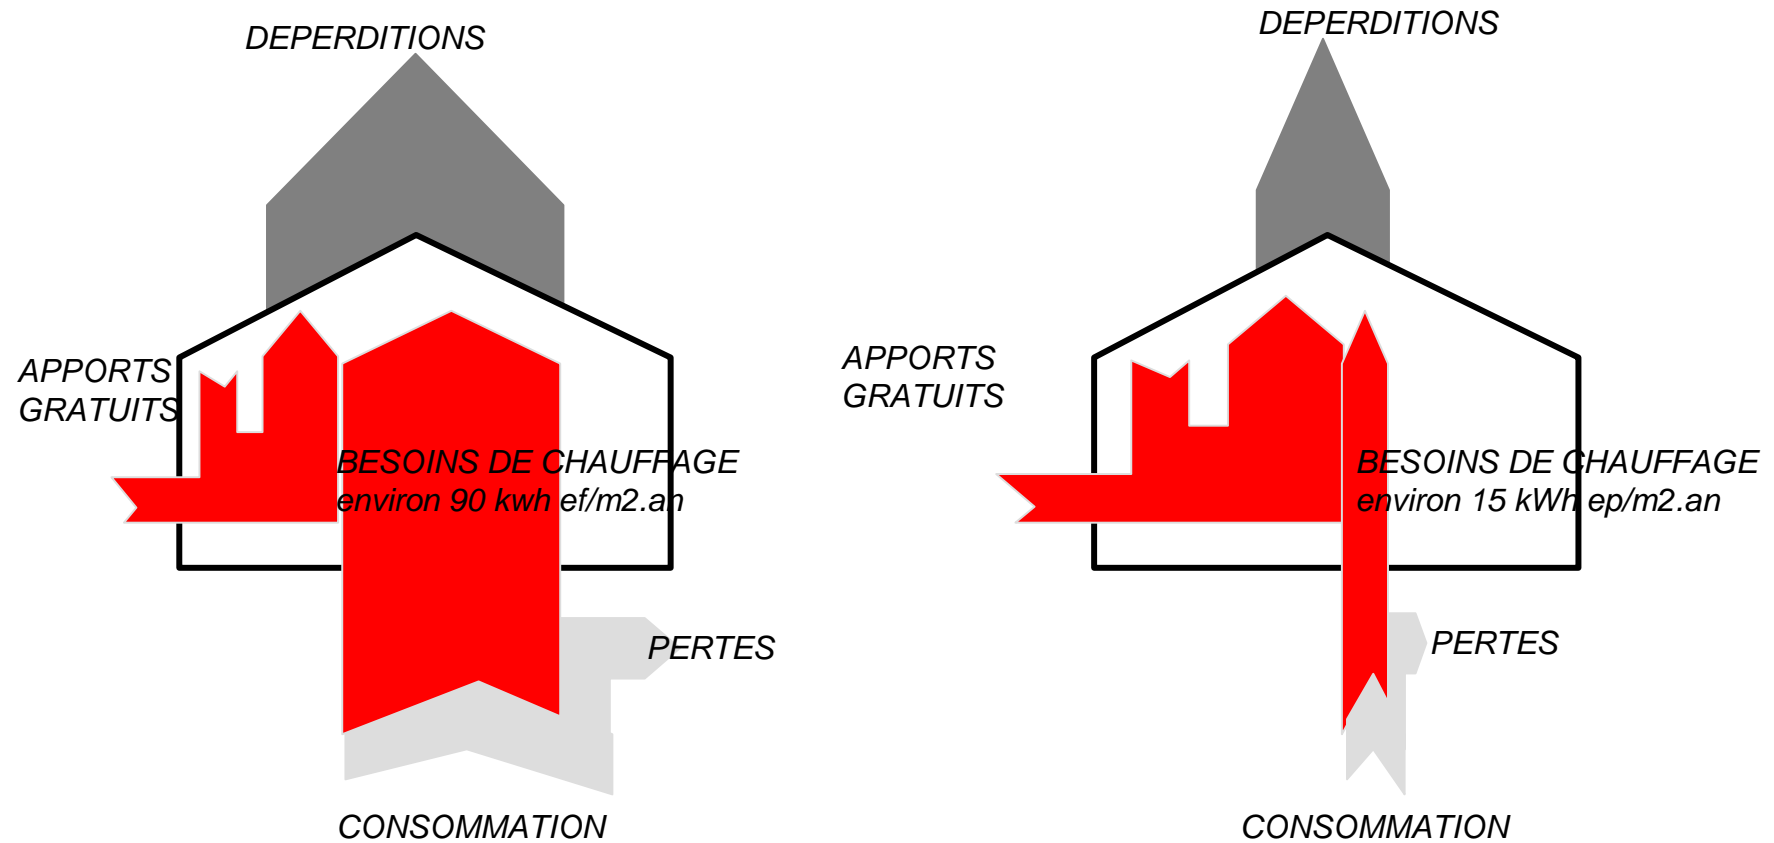 DEPERDITIONS
APPORTS
GRATUITS
BESOINS DE CHAUFFAGE
environ 90 kwh ef/m2.an
PERTES
CONSOMMATION
DEPERDITIONS
APPORTS
GRATUITS
BESOINS DE CHAUFFAGE
environ 15 kWh ep/m2.an
PERTES
CONSOMMATION